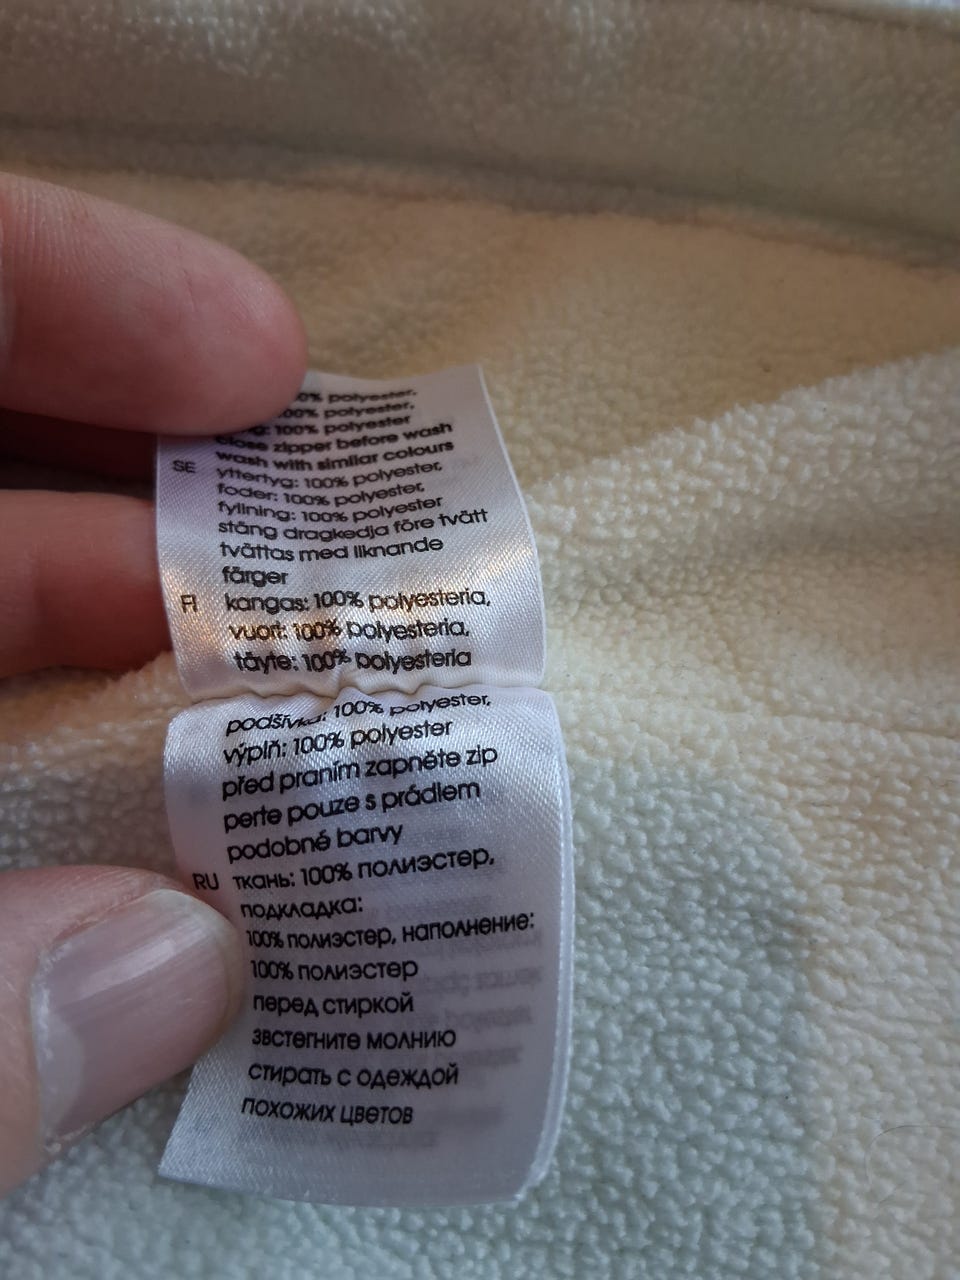 0% polyester,
00% polyester,
100% polyester
close zipper before wash
wash with similar colours
SE yttertyg: 100% polyester,
foder: 100% polyester,
fyllning: 100% polyester
stäng dragkedja före tvätt
tvättas med liknande
färger
FI kangas: 100% polyesteria,
vuori: 100% polyesteria,
täyte: 100% polyesteria
podšívka: 100% polyester,
výplň: 100% polyester
před praním zapněte zip
perte pouze s prádlem
podobné barvy
RU ткань: 100% полиэстер,
подкладка:
100% полиэстер, наполнение:
100% полиэстер
перед стиркой
звстегните молнию
стирать с одеждой
похожих цветов